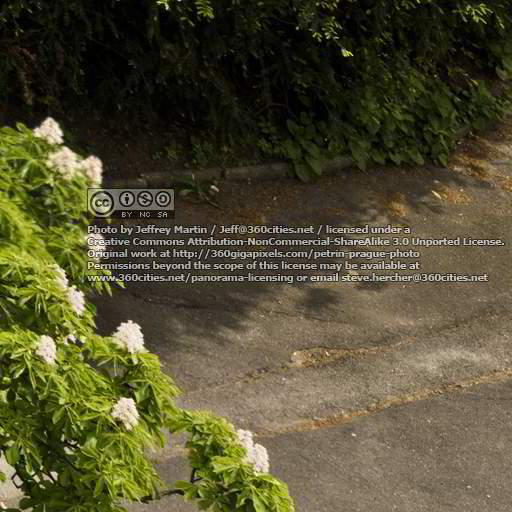 cc
BY NC SA
Photo by Jeffrey Martin / Jeff@360cities.net / licensed under a
Creative Commons Attribution-NonCommercial-ShareAlike 3.0 Unported License.
Original work at http://360gigapixels.com/petrin-prague-photo
Permissions beyond the scope of this license may be available at
www.360cities.net/panorama-licensing or email steve.hercher@360cities.net